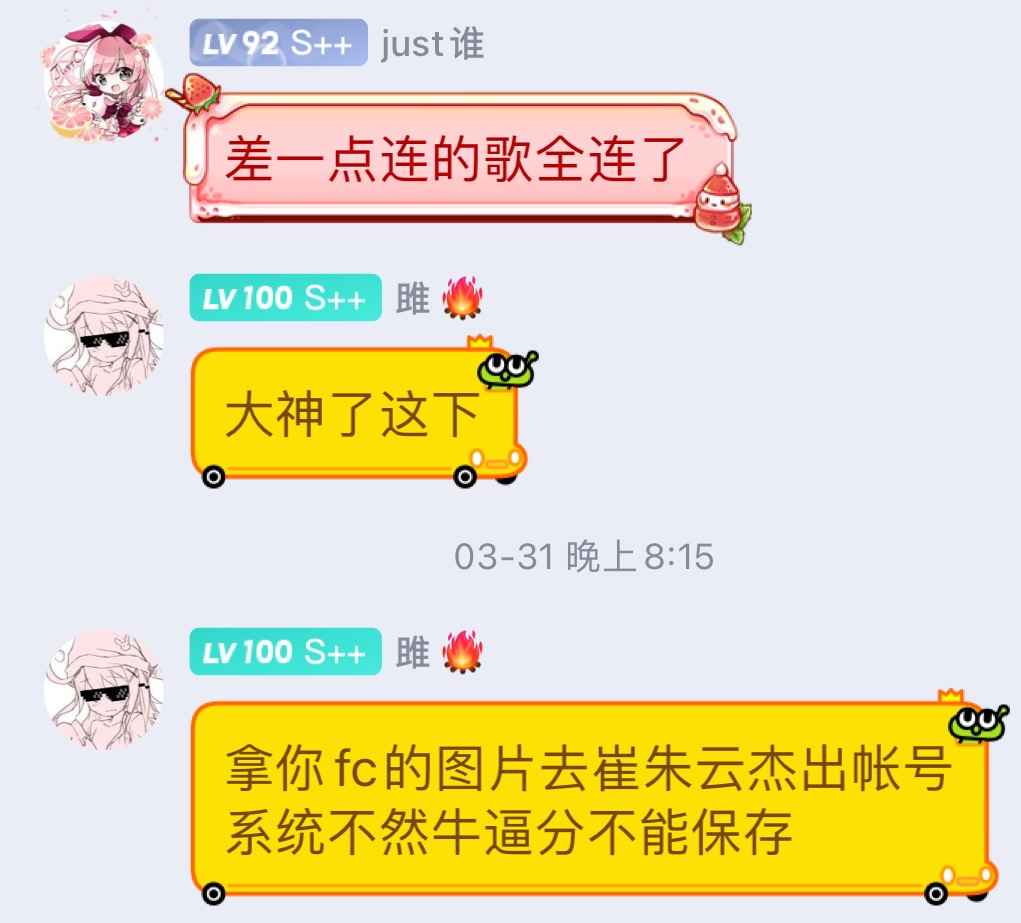 LV 92 S++ just谁
差一点连的歌全连了
LV 100 S++ 雎🔥
大神了这下
03-31 晚上 8:15
LV 100 S++ 雎🔥
拿你fc的图片去崔朱云杰出帐号
系统不然牛逼分不能保存